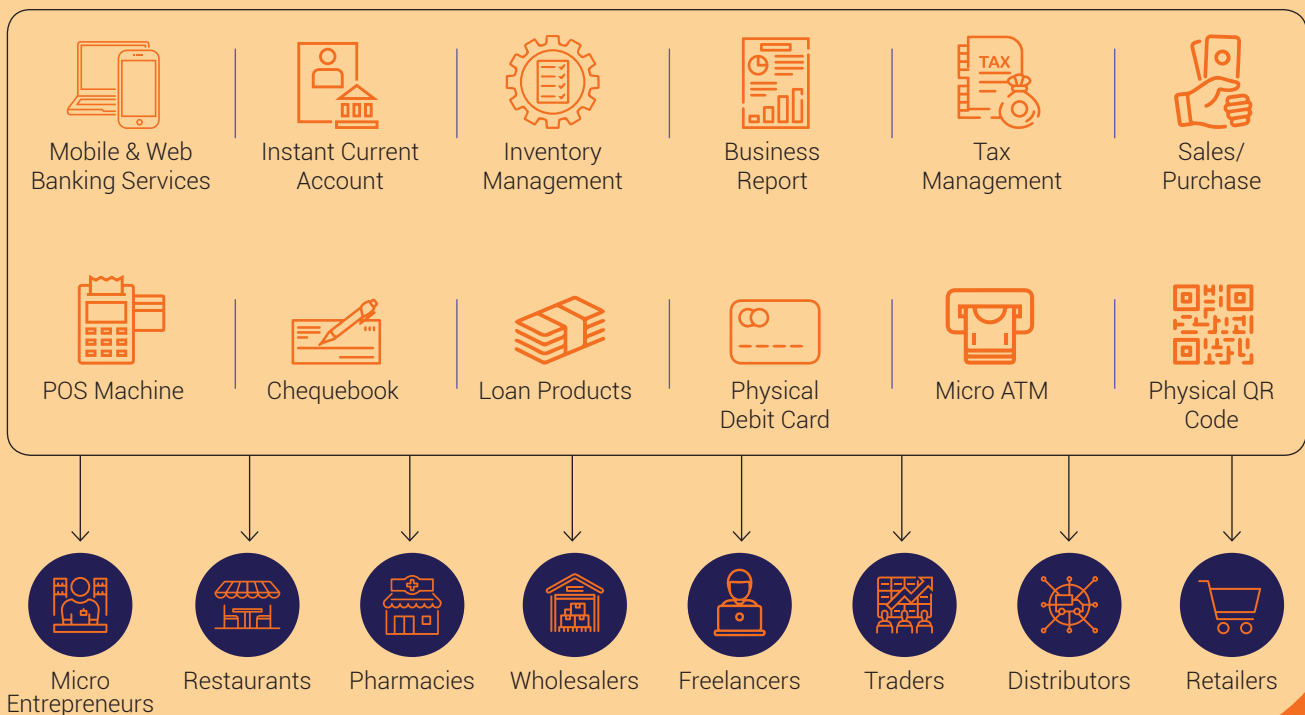 Mobile & Web
Banking Services
Instant Current
Account
Inventory
Management
Business
Report
TAX
Tax
Management
Sales/
Purchase
POS Machine
Chequebook
Loan Products
Physical
Debit Card
Micro ATM
Physical QR
Code
Micro
Entrepreneurs
Restaurants
Pharmacies
Wholesalers
Freelancers
Traders
Distributors
Retailers